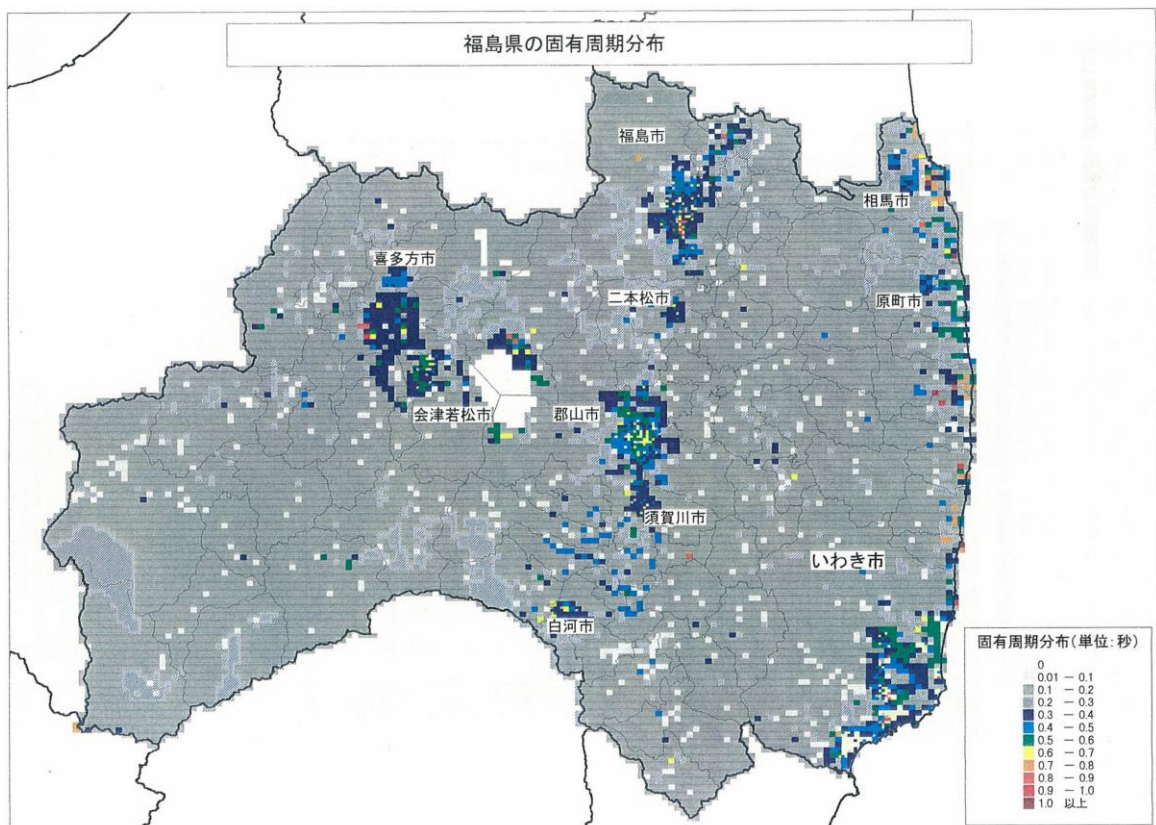 福島県の固有周期分布
福島市
相馬市
喜多方市
二本松市
原町市
会津若松市
郡山市
須賀川市
いわき市
白河市
固有周期分布(単位:秒)
0
0.01 － 0.1
0.1 － 0.2
0.2 － 0.3
0.3 － 0.4
0.4 － 0.5
0.5 － 0.6
0.6 － 0.7
0.7 － 0.8
0.8 － 0.9
0.9 － 1.0
1.0 以上